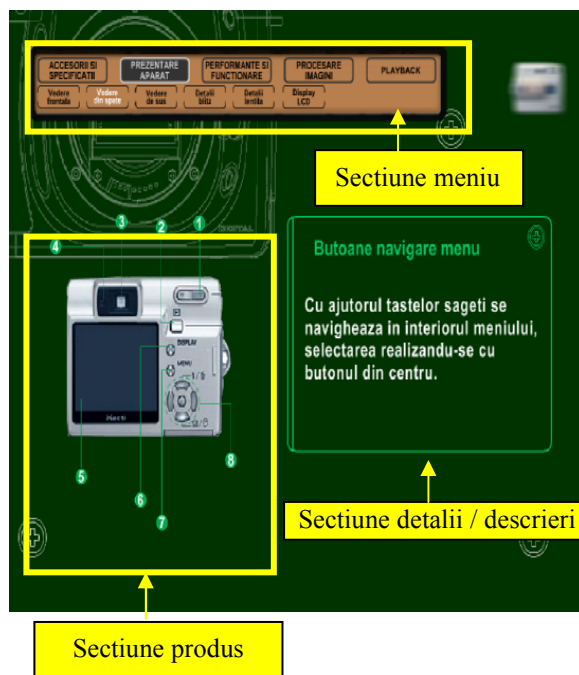 ACCESORII SI
SPECIFICATII
PREZENTARE
APARAT
PERFORMANTE SI
FUNCTIONARE
PROCESARE
IMAGINI
PLAYBACK
Vedere
frontala
Vedere
din spate
Vedere
de sus
Detalii
blitz
Detalii
lentila
Display
LCD
Sectiune meniu
DIGITAL
4
3
2
1
DISPLAY
MENU
5
6
7
8
Butoane navigare menu
Cu ajutorul tastelor sageti se
navigheaza in interiorul meniului,
selectarea realizandu-se cu
butonul din centru.
Sectiune detalii / descrieri
Sectiune produs